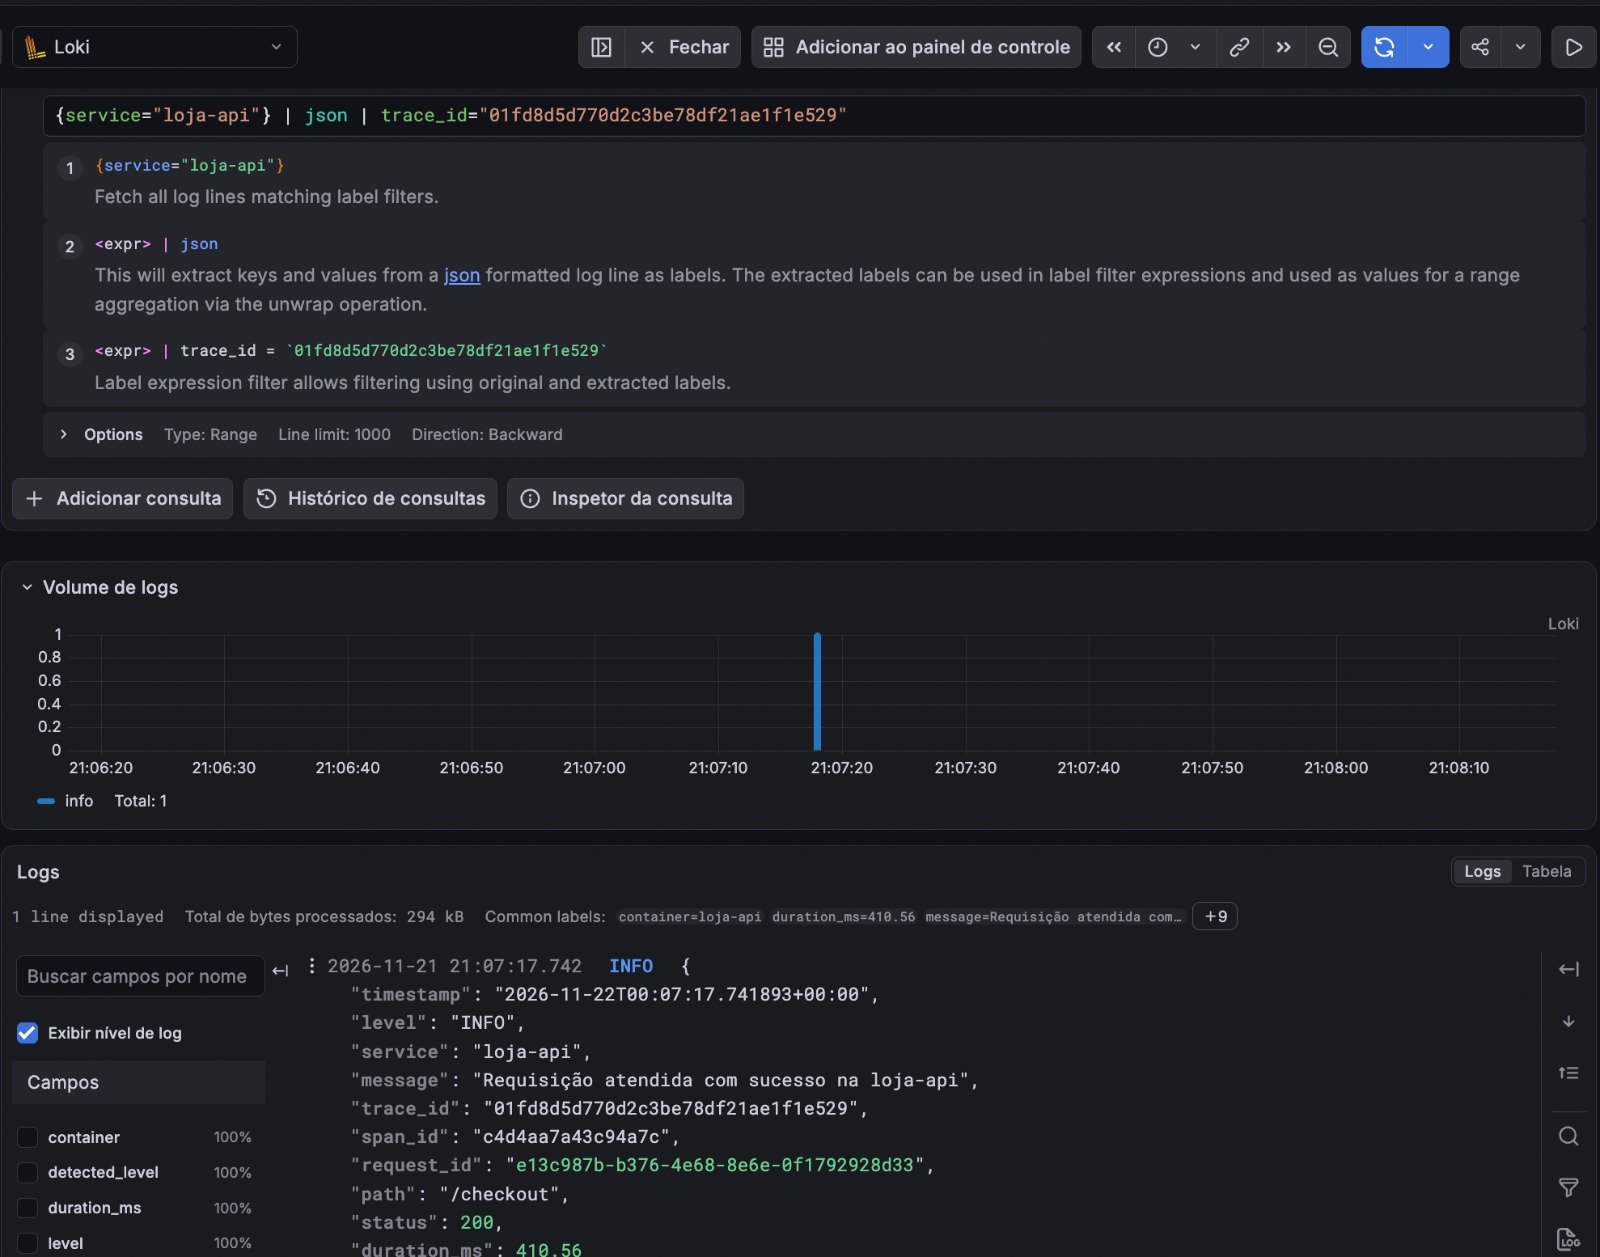 Loki
Fechar
Adicionar ao painel de controle
{service="loja-api"} | json | trace_id="01fd8d5d770d2c3be78df21ae1f1e529"
1 {service="loja-api"}
Fetch all log lines matching label filters.
2 <expr> | json
This will extract keys and values from a json formatted log line as labels. The extracted labels can be used in label filter expressions and used as values for a range
aggregation via the unwrap operation.
3 <expr> | trace_id = `01fd8d5d770d2c3be78df21ae1f1e529`
Label expression filter allows filtering using original and extracted labels.
Options Type: Range Line limit: 1000 Direction: Backward
Adicionar consulta
Histórico de consultas
Inspetor da consulta
Volume de logs
Loki
1
0.8
0.6
0.4
0.2
0
21:06:20 21:06:30 21:06:40 21:06:50 21:07:00 21:07:10 21:07:20 21:07:30 21:07:40 21:07:50 21:08:00 21:08:10
info Total: 1
Logs
Logs Tabela
1 line displayed Total de bytes processados: 294 kB Common labels: container=loja-api duration_ms=410.56 message=Requisição atendida com… +9
Buscar campos por nome
Exibir nível de log
Campos
container 100%
detected_level 100%
duration_ms 100%
level 100%
2026-11-21 21:07:17.742 INFO {
"timestamp": "2026-11-22T00:07:17.741893+00:00",
"level": "INFO",
"service": "loja-api",
"message": "Requisição atendida com sucesso na loja-api",
"trace_id": "01fd8d5d770d2c3be78df21ae1f1e529",
"span_id": "c4d4aa7a43c94a7c",
"request_id": "e13c987b-b376-4e68-8e6e-0f1792928d33",
"path": "/checkout",
"status": 200,
"duration_ms": 410.56
LOG